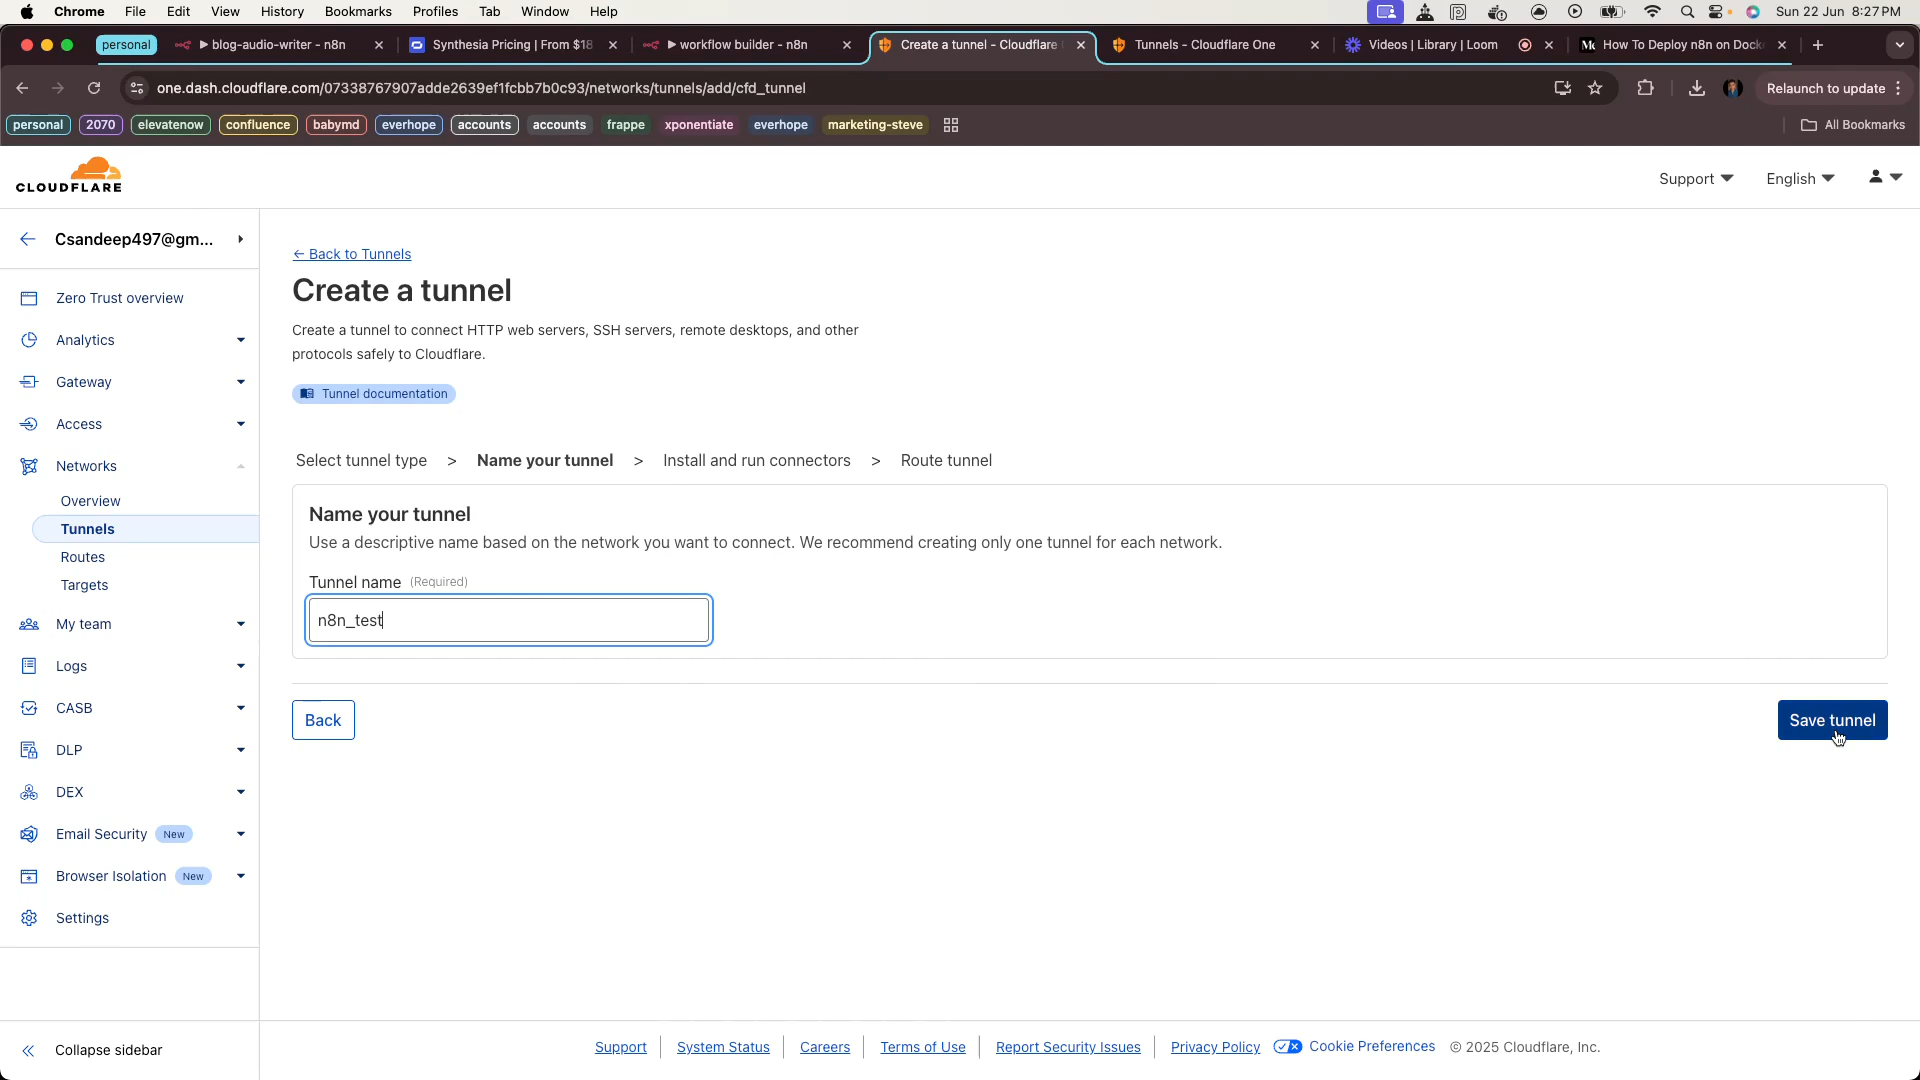 Chrome File Edit View History Bookmarks Profiles Tab Window Help Sun 22 Jun 8:27 PM
personal blog-audio-writer - n8n Synthesia Pricing | From $18 workflow builder - n8n Create a tunnel - Cloudflare Tunnels - Cloudflare One Videos | Library | Loom How To Deploy n8n on Dock
one.dash.cloudflare.com/07338767907adde2639ef1fcbb7b0c93/networks/tunnels/add/cfd_tunnel Relaunch to update
personal 2070 elevatenow confluence babymd everhope accounts accounts frappe xponentiate everhope marketing-steve All Bookmarks
CLOUDFLARE
Support English
Csandeep497@gm...
Zero Trust overview
Analytics
Gateway
Access
Networks
Overview
Tunnels
Routes
Targets
My team
Logs
CASB
DLP
DEX
Email Security New
Browser Isolation New
Settings
Collapse sidebar
← Back to Tunnels
Create a tunnel
Create a tunnel to connect HTTP web servers, SSH servers, remote desktops, and other
protocols safely to Cloudflare.
Tunnel documentation
Select tunnel type > Name your tunnel > Install and run connectors > Route tunnel
Name your tunnel
Use a descriptive name based on the network you want to connect. We recommend creating only one tunnel for each network.
Tunnel name (Required)
n8n_test
Back
Save tunnel
Support System Status Careers Terms of Use Report Security Issues Privacy Policy Cookie Preferences © 2025 Cloudflare, Inc.